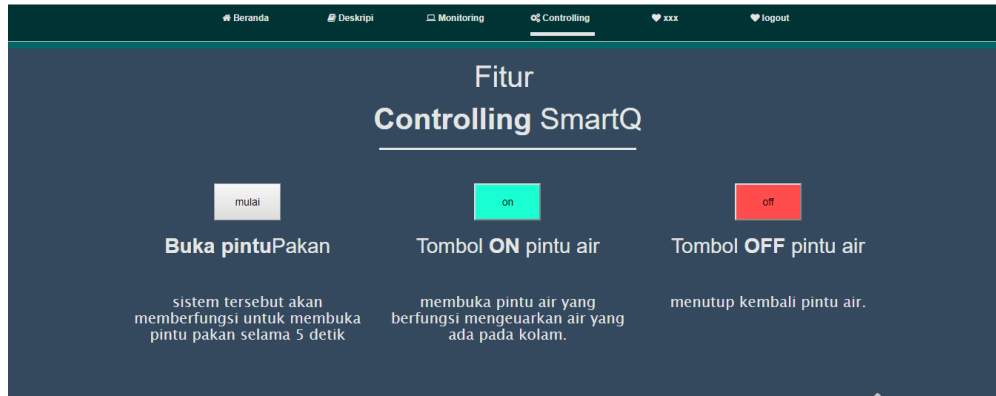 Beranda Deskripi Monitoring Controlling xxx logout
Fitur
Controlling SmartQ
mulai on off
Buka pintuPakan Tombol ON pintu air Tombol OFF pintu air
sistem tersebut akan
memberfungsi untuk membuka
pintu pakan selama 5 detik
membuka pintu air yang
berfungsi mengeuarkan air yang
ada pada kolam.
menutup kembali pintu air.